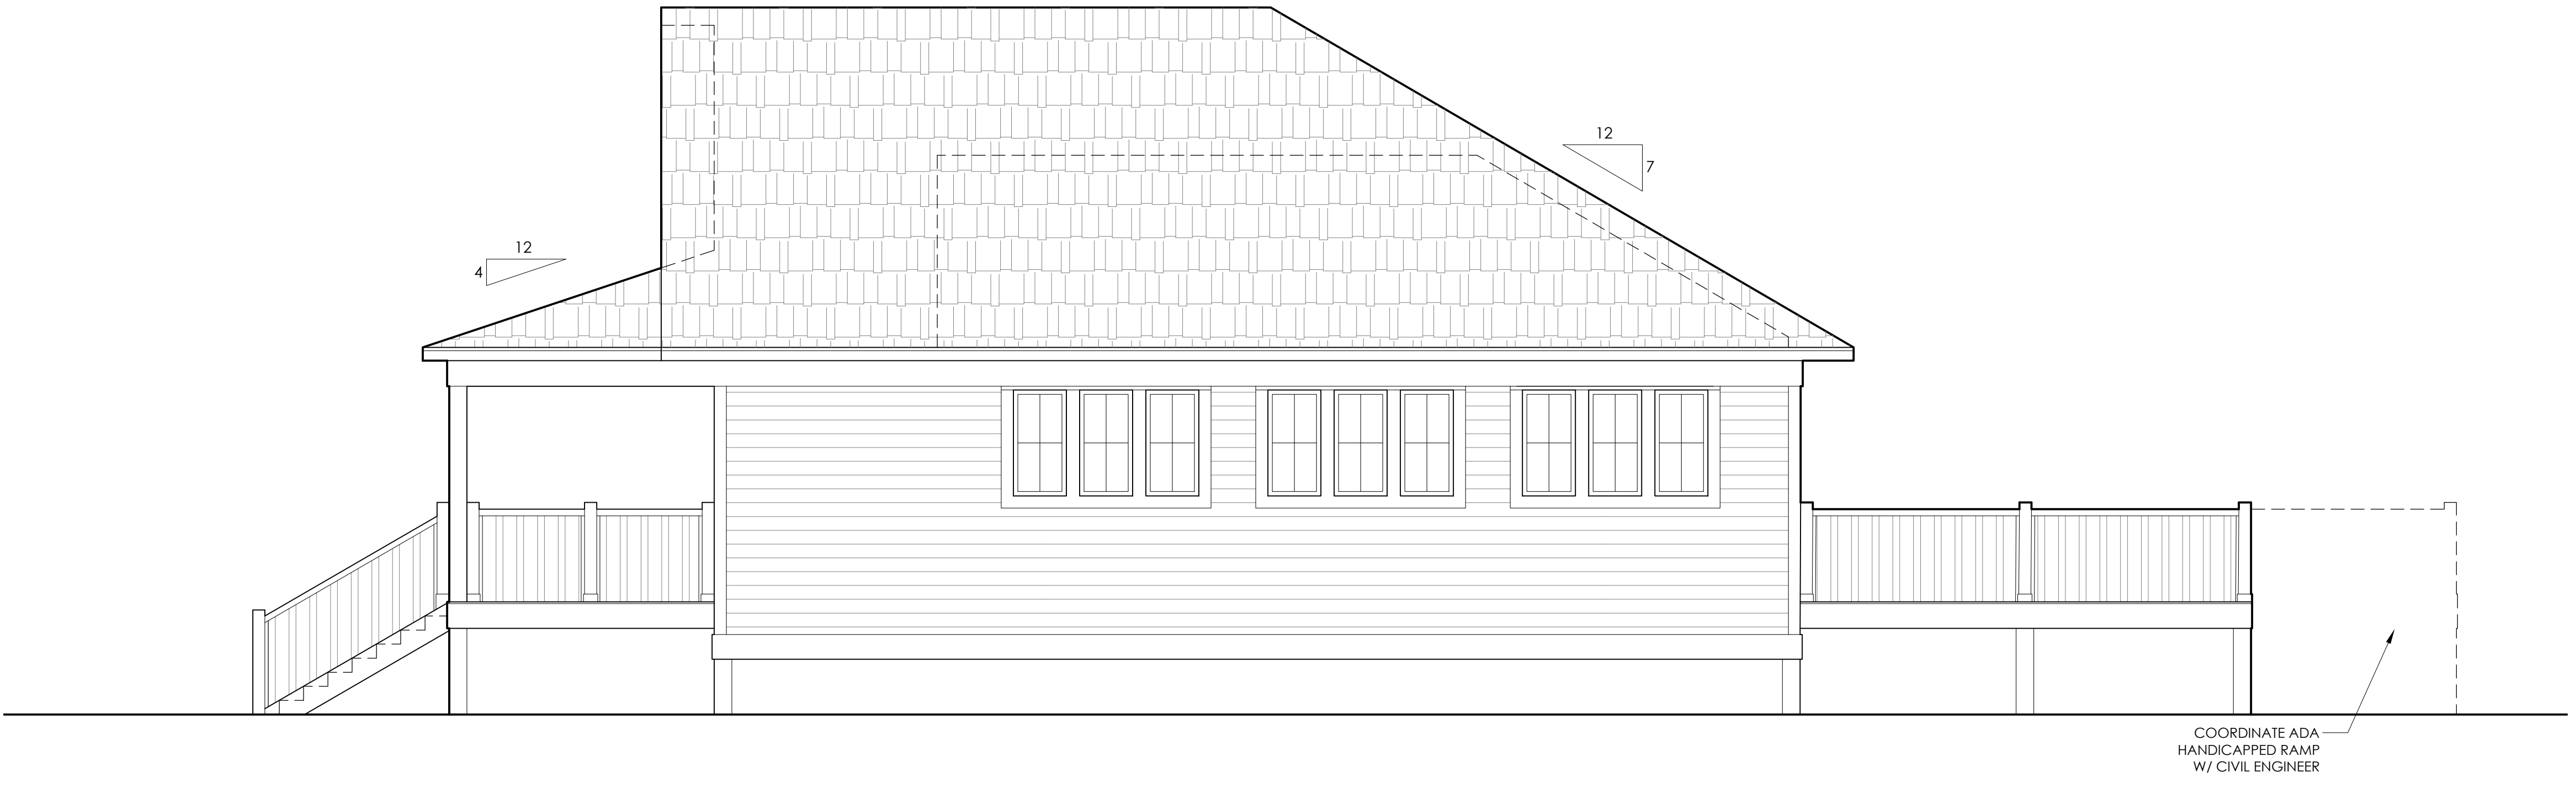 12
7
12
4
COORDINATE ADA
HANDICAPPED RAMP
W/ CIVIL ENGINEER